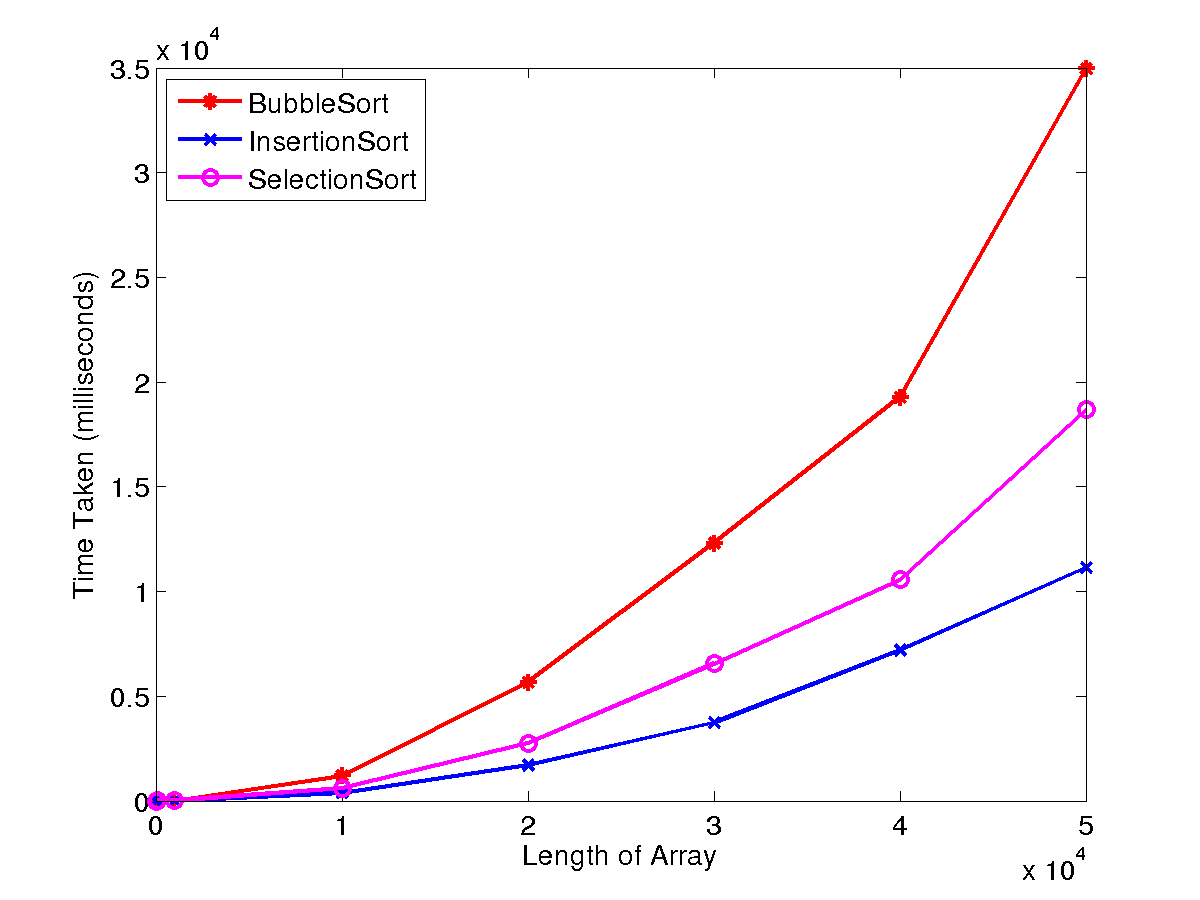 x 10^4
3.5
3
2.5
2
1.5
1
0.5
0
BubbleSort
InsertionSort
SelectionSort
Time Taken (milliseconds)
0 1 2 3 4 5
Length of Array
x 10^4